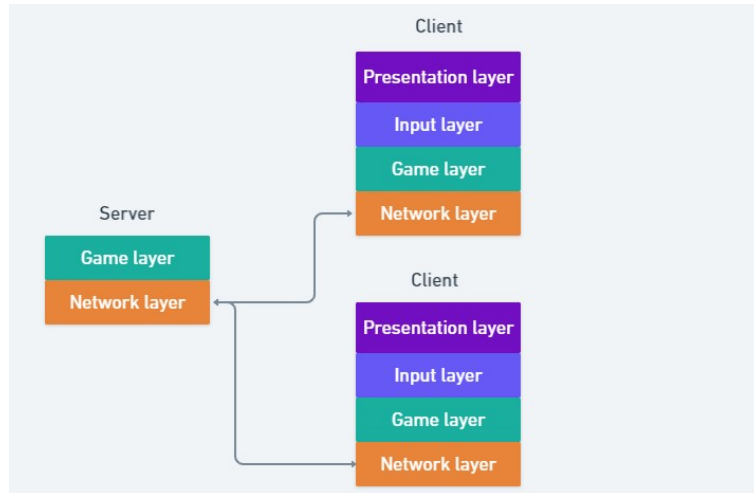 Client
Presentation layer
Input layer
Game layer
Network layer
Server
Game layer
Network layer
Client
Presentation layer
Input layer
Game layer
Network layer